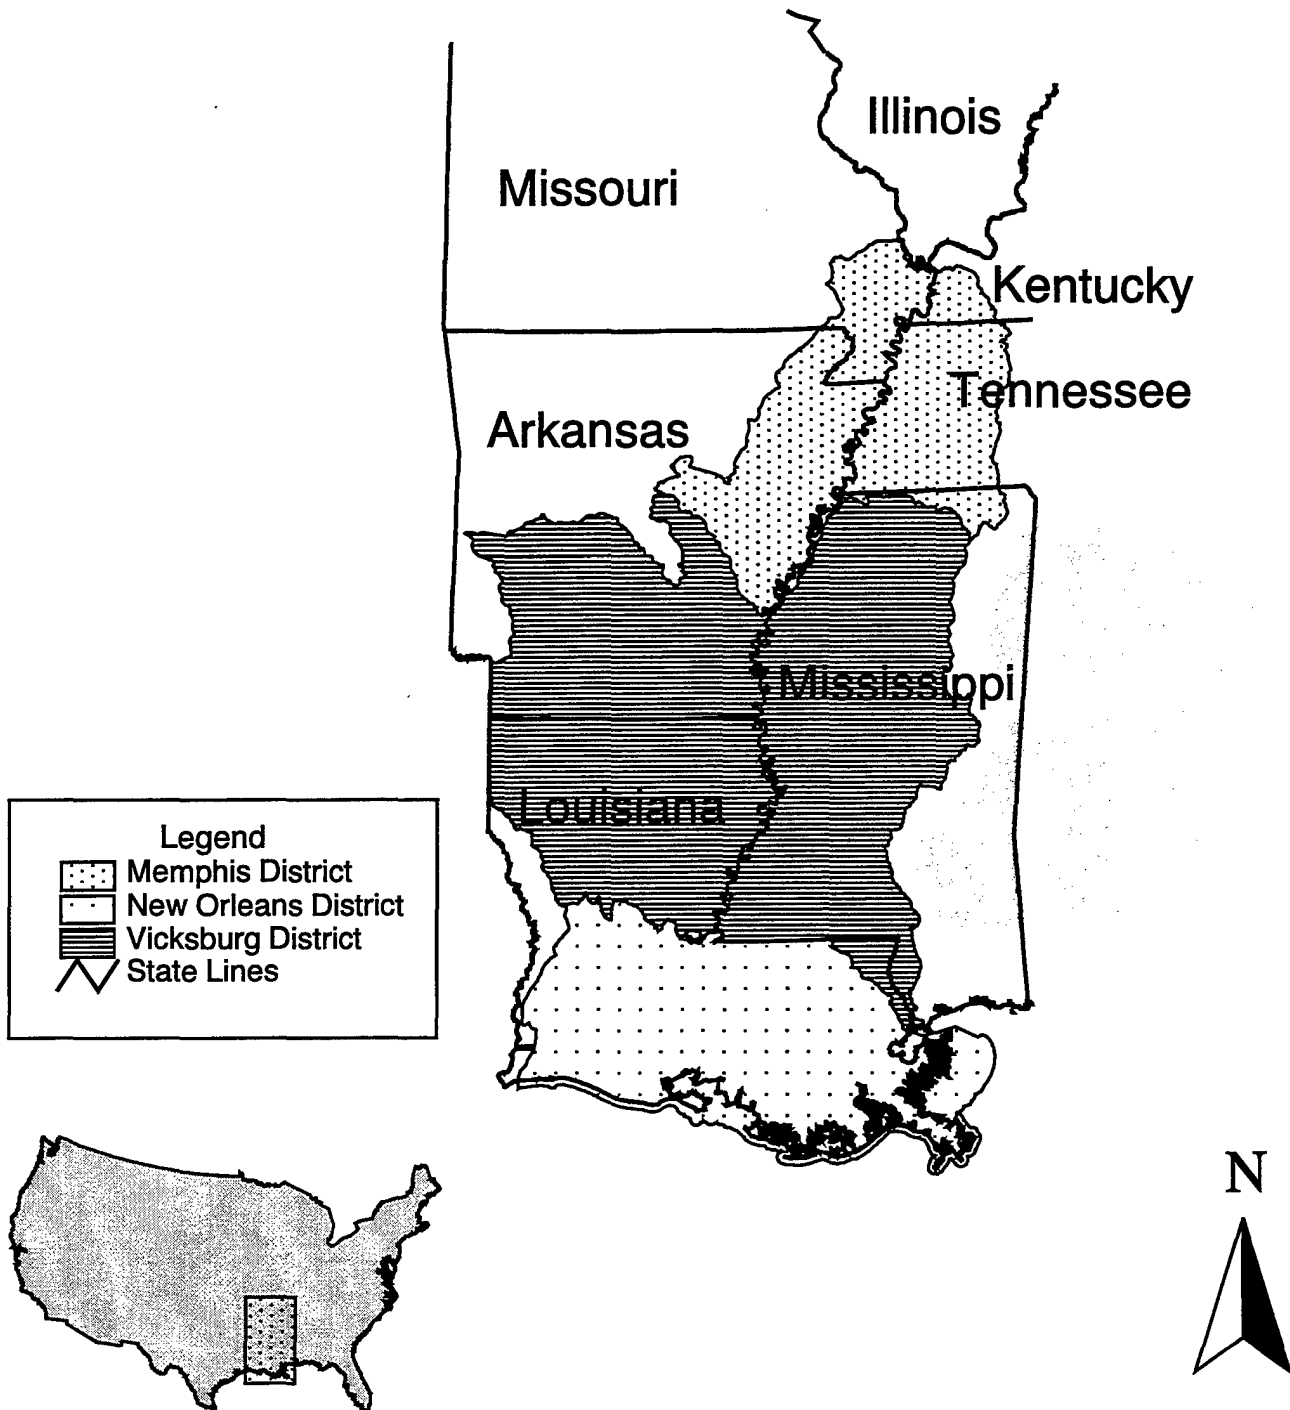 Illinois
Missouri
Kentucky
Tennessee
Arkansas
Mississippi
Louisiana
Legend
Memphis District
New Orleans District
Vicksburg District
State Lines
N